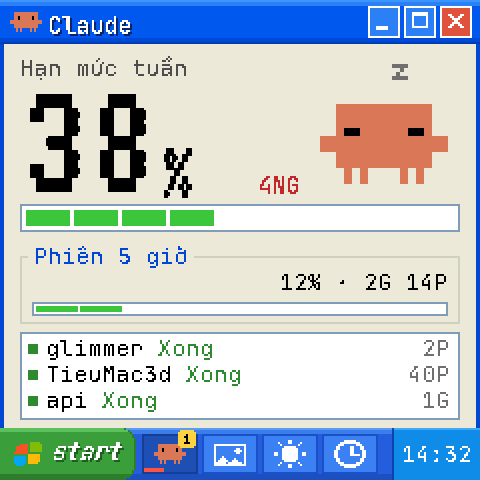 Claude
Hạn mức tuần
z
38%
4NG
Phiên 5 giờ
12% · 2G 14P
glimmer Xong 2P
TieuMac3d Xong 40P
api Xong 1G
start 1 14:32